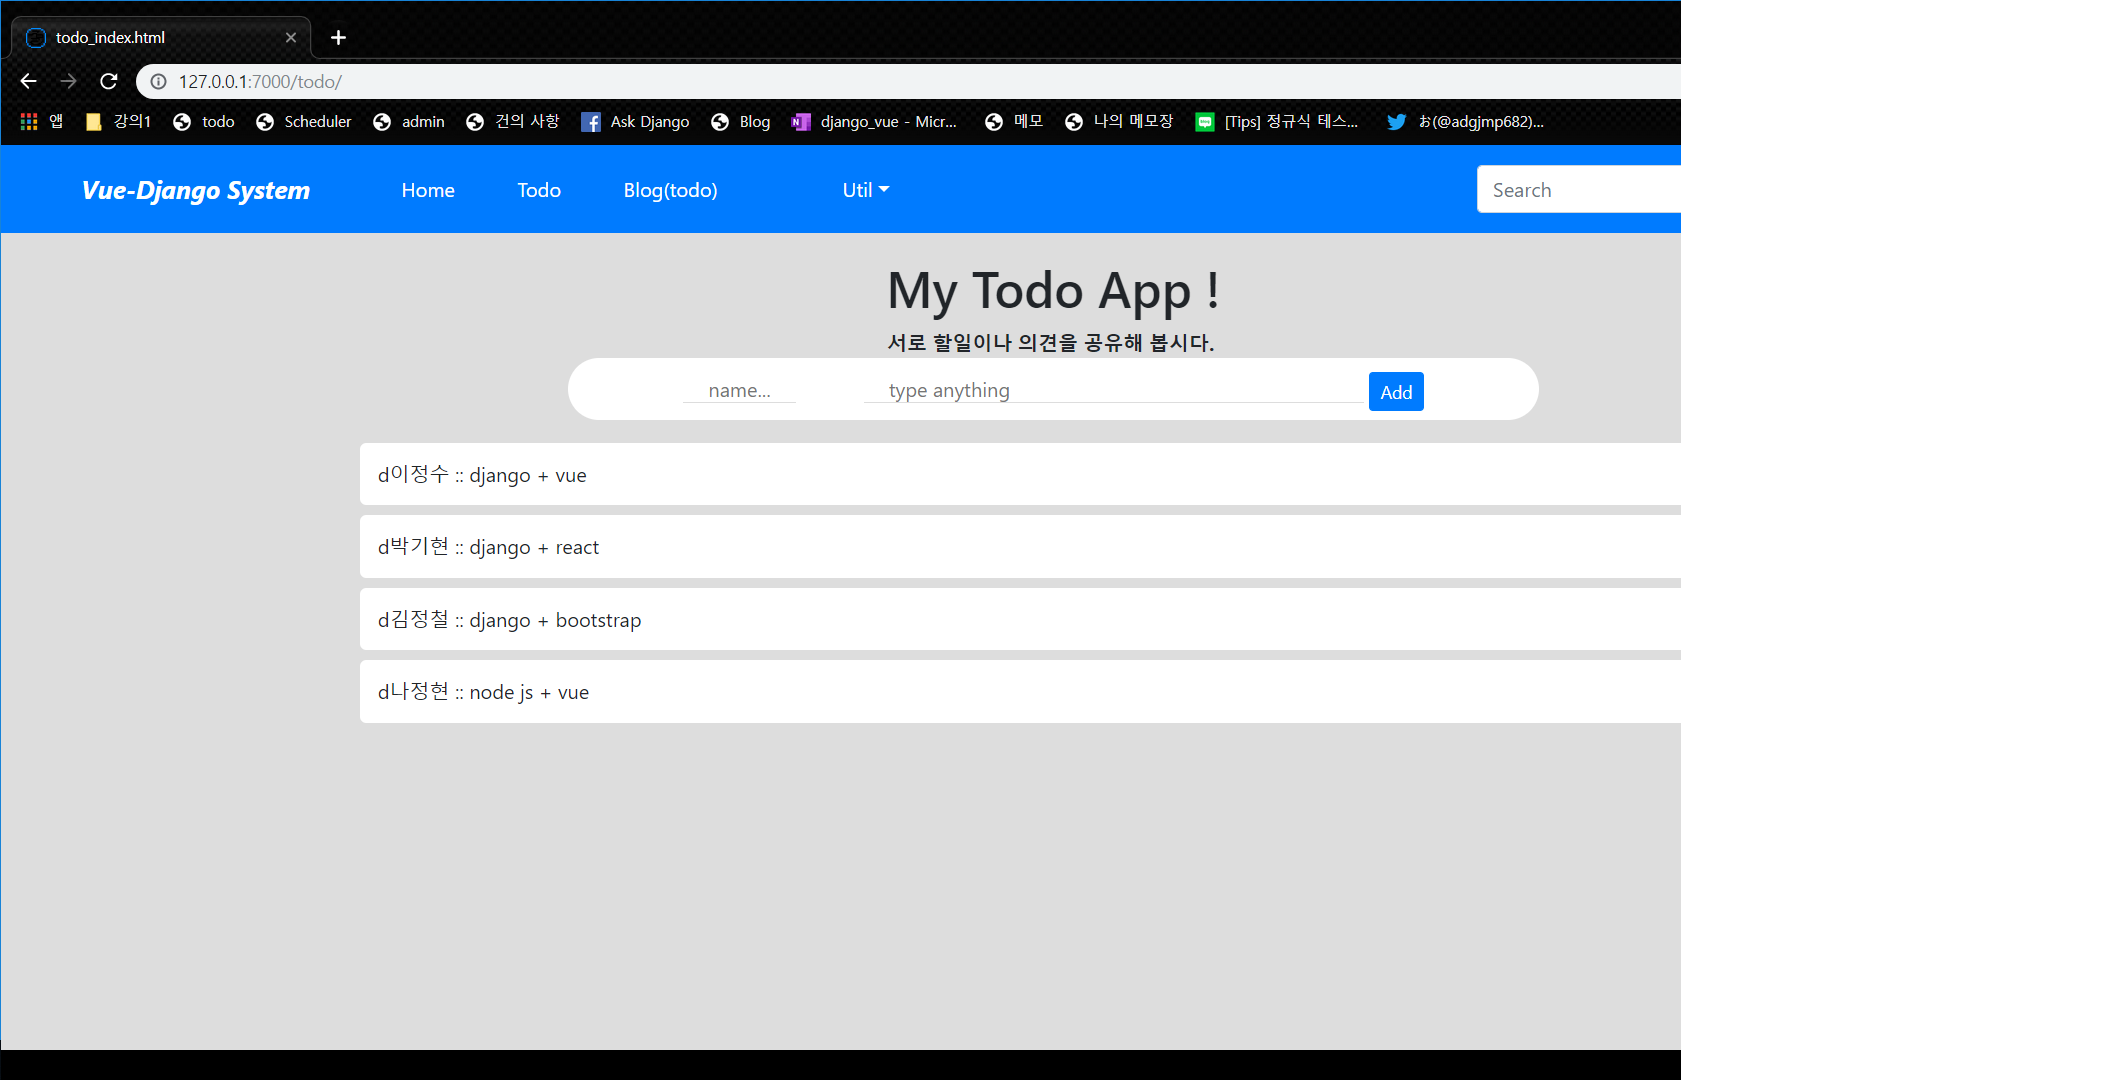 todo_index.html
127.0.0.1:7000/todo/
앱 강의1 todo Scheduler admin 건의 사항 Ask Django Blog django_vue - Micr... 메모 나의 메모장 [Tips] 정규식 테스... お(@adgjmp682)...
Vue-Django System Home Todo Blog(todo) Util Search
My Todo App !
서로 할일이나 의견을 공유해 봅시다.
name... type anything Add
d이정수 :: django + vue
d박기현 :: django + react
d김정철 :: django + bootstrap
d나정현 :: node js + vue